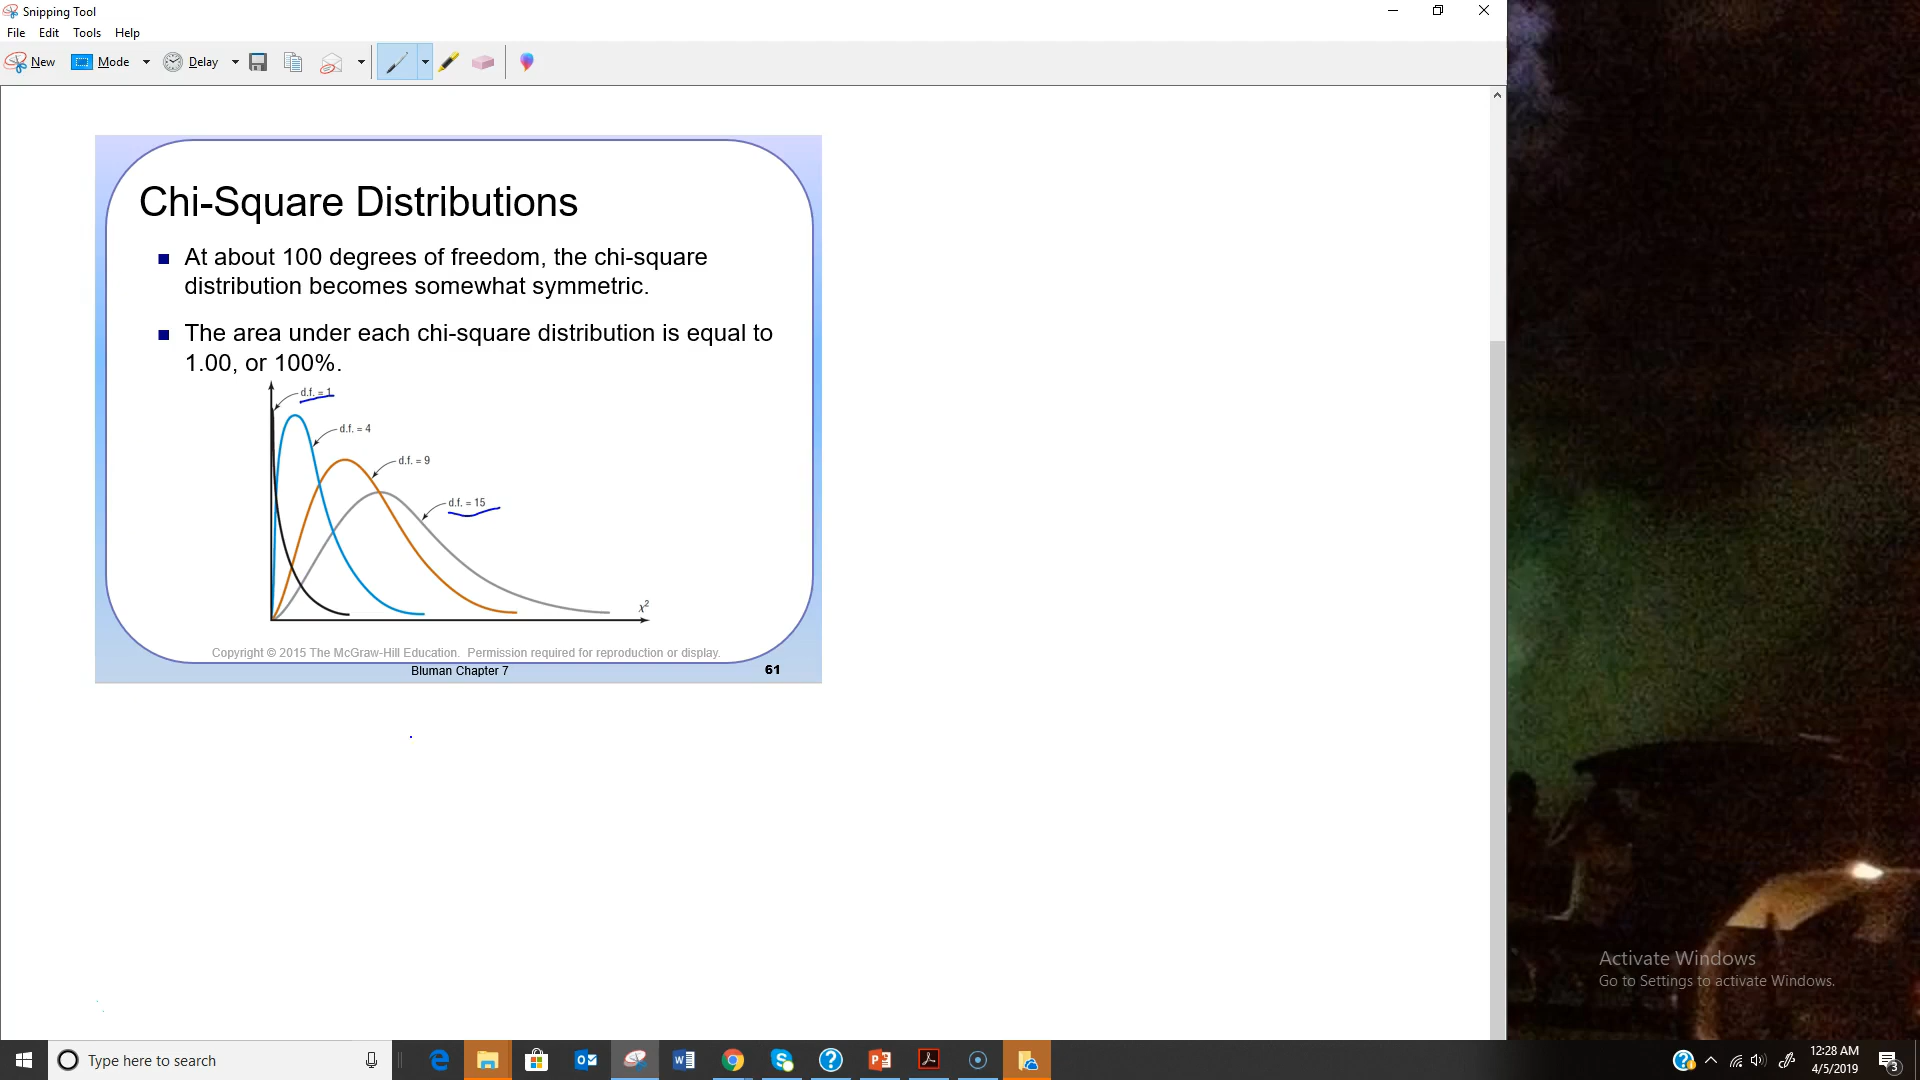 Snipping Tool
File Edit Tools Help
New Mode Delay
Chi-Square Distributions
At about 100 degrees of freedom, the chi-square
distribution becomes somewhat symmetric.
The area under each chi-square distribution is equal to
1.00, or 100%.
d.f. = 1
d.f. = 4
d.f. = 9
d.f. = 15
χ²
Copyright © 2015 The McGraw-Hill Education. Permission required for reproduction or display.
Bluman Chapter 7
61
Activate Windows
Go to Settings to activate Windows.
Type here to search
12:28 AM
4/5/2019
3